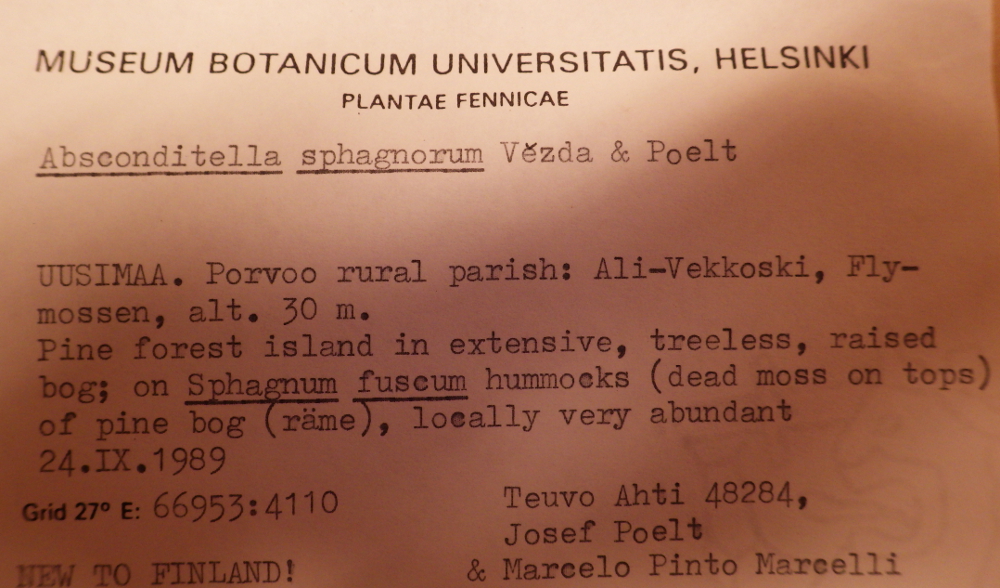 MUSEUM BOTANICUM UNIVERSITATIS, HELSINKI
PLANTAE FENNICAE
Absconditella sphagnorum Vězda & Poelt
UUSIMAA. Porvoo rural parish: Ali-Vekkoski, Fly-
mossen, alt. 30 m.
Pine forest island in extensive, treeless, raised
bog; on Sphagnum fuscum hummocks (dead moss on tops)
of pine bog (räme), locally very abundant
24.IX.1989
Grid 27° E: 66953:4110
Teuvo Ahti 48284,
Josef Poelt
NEW TO FINLAND!
& Marcelo Pinto Marcelli